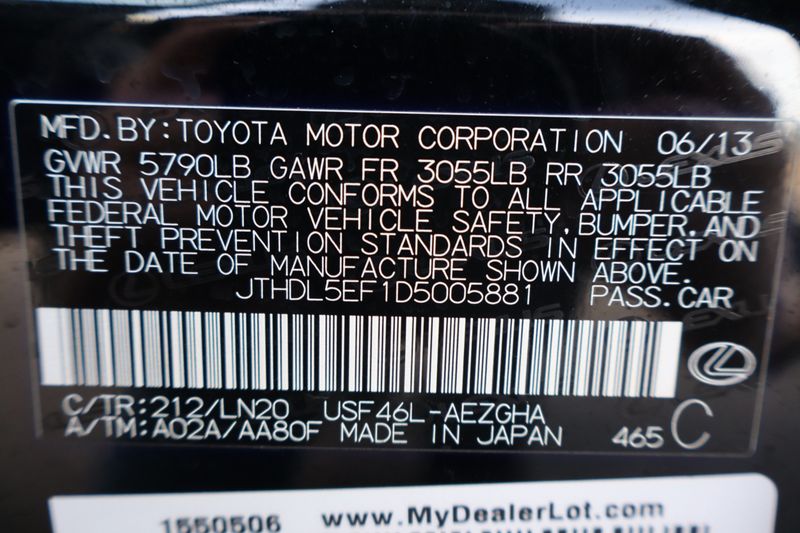 MFD. BY: TOYOTA MOTOR CORPORATION 06/13
GVWR 5790LB GAWR FR 3055LB RR 3055LB
THIS VEHICLE CONFORMS TO ALL APPLICABLE
FEDERAL MOTOR VEHICLE SAFETY, BUMPER, AND
THEFT PREVENTION STANDARDS IN EFFECT ON
THE DATE OF MANUFACTURE SHOWN ABOVE.
JTHDL5EF1D5005881 PASS. CAR
C/TR: 212/LN20 USF46L-AEZGHA
A/TM: A02A/AA80F MADE IN JAPAN 465 C
1550506 www.MyDealerLot.com